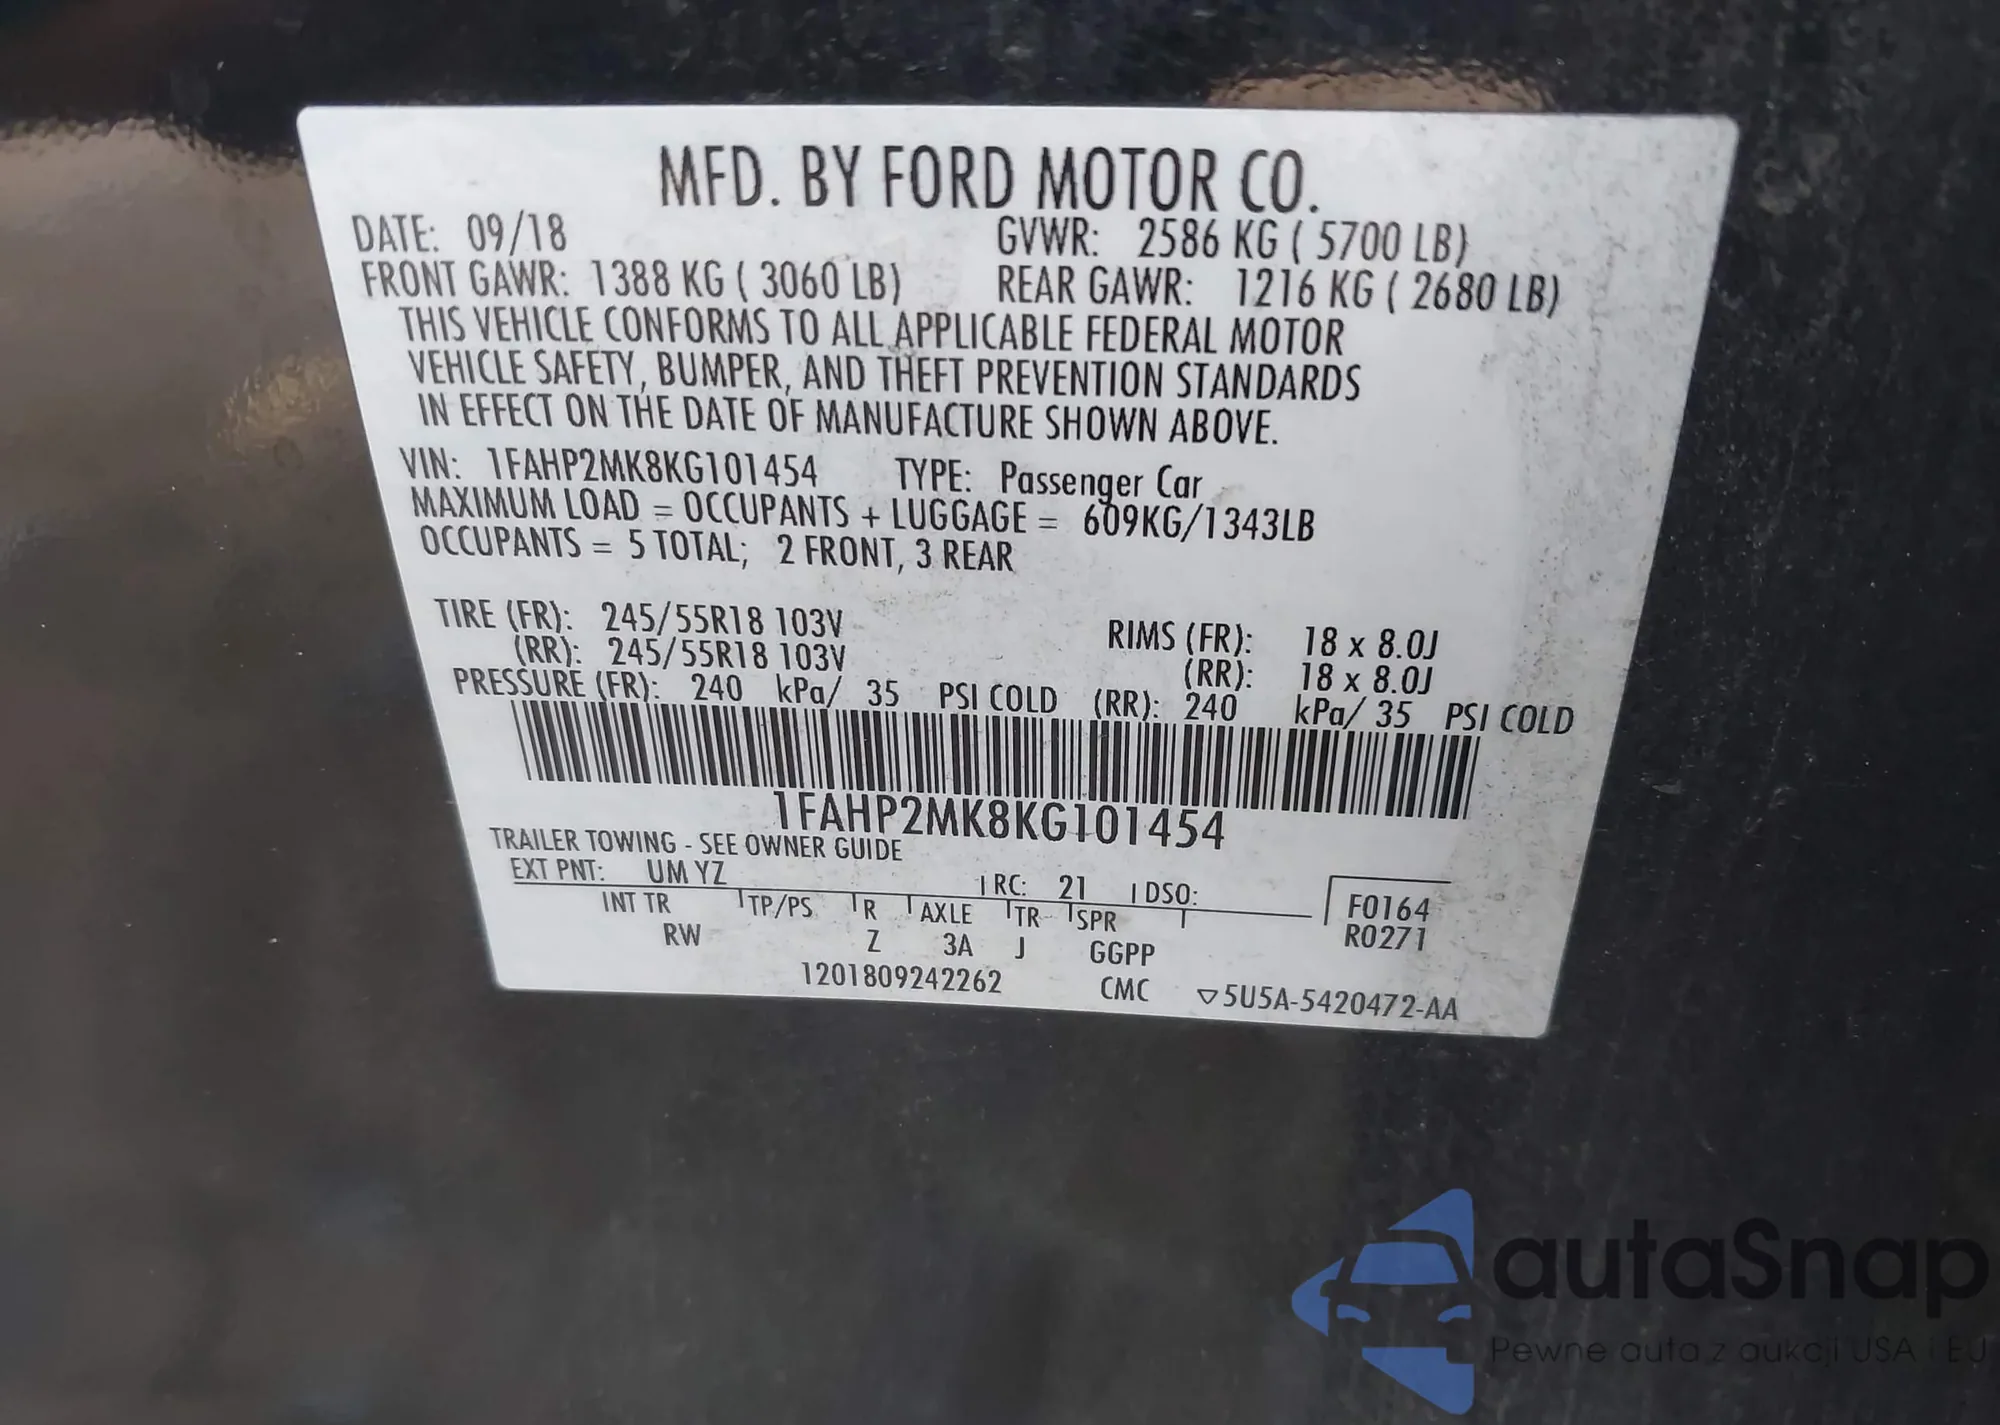 MFD. BY FORD MOTOR CO.
DATE: 09/18 GVWR: 2586 KG ( 5700 LB)
FRONT GAWR: 1388 KG ( 3060 LB) REAR GAWR: 1216 KG ( 2680 LB)
THIS VEHICLE CONFORMS TO ALL APPLICABLE FEDERAL MOTOR
VEHICLE SAFETY, BUMPER, AND THEFT PREVENTION STANDARDS
IN EFFECT ON THE DATE OF MANUFACTURE SHOWN ABOVE.
VIN: 1FAHP2MK8KG101454 TYPE: Passenger Car
MAXIMUM LOAD = OCCUPANTS + LUGGAGE = 609KG/1343LB
OCCUPANTS = 5 TOTAL; 2 FRONT, 3 REAR
TIRE (FR): 245/55R18 103V RIMS (FR): 18 x 8.0J
(RR): 245/55R18 103V (RR): 18 x 8.0J
PRESSURE (FR): 240 kPa/ 35 PSI COLD (RR): 240 kPa/ 35 PSI COLD
1FAHP2MK8KG101454
TRAILER TOWING - SEE OWNER GUIDE
EXT PNT: UM YZ RC: 21 DSO: F0164
INT TR TP/PS R AXLE TR SPR R0271
RW Z 3A J GGPP
1201809242262 CMC ▽5U5A-5420472-AA
autaSnap
Pewne auta z aukcji USA i EU